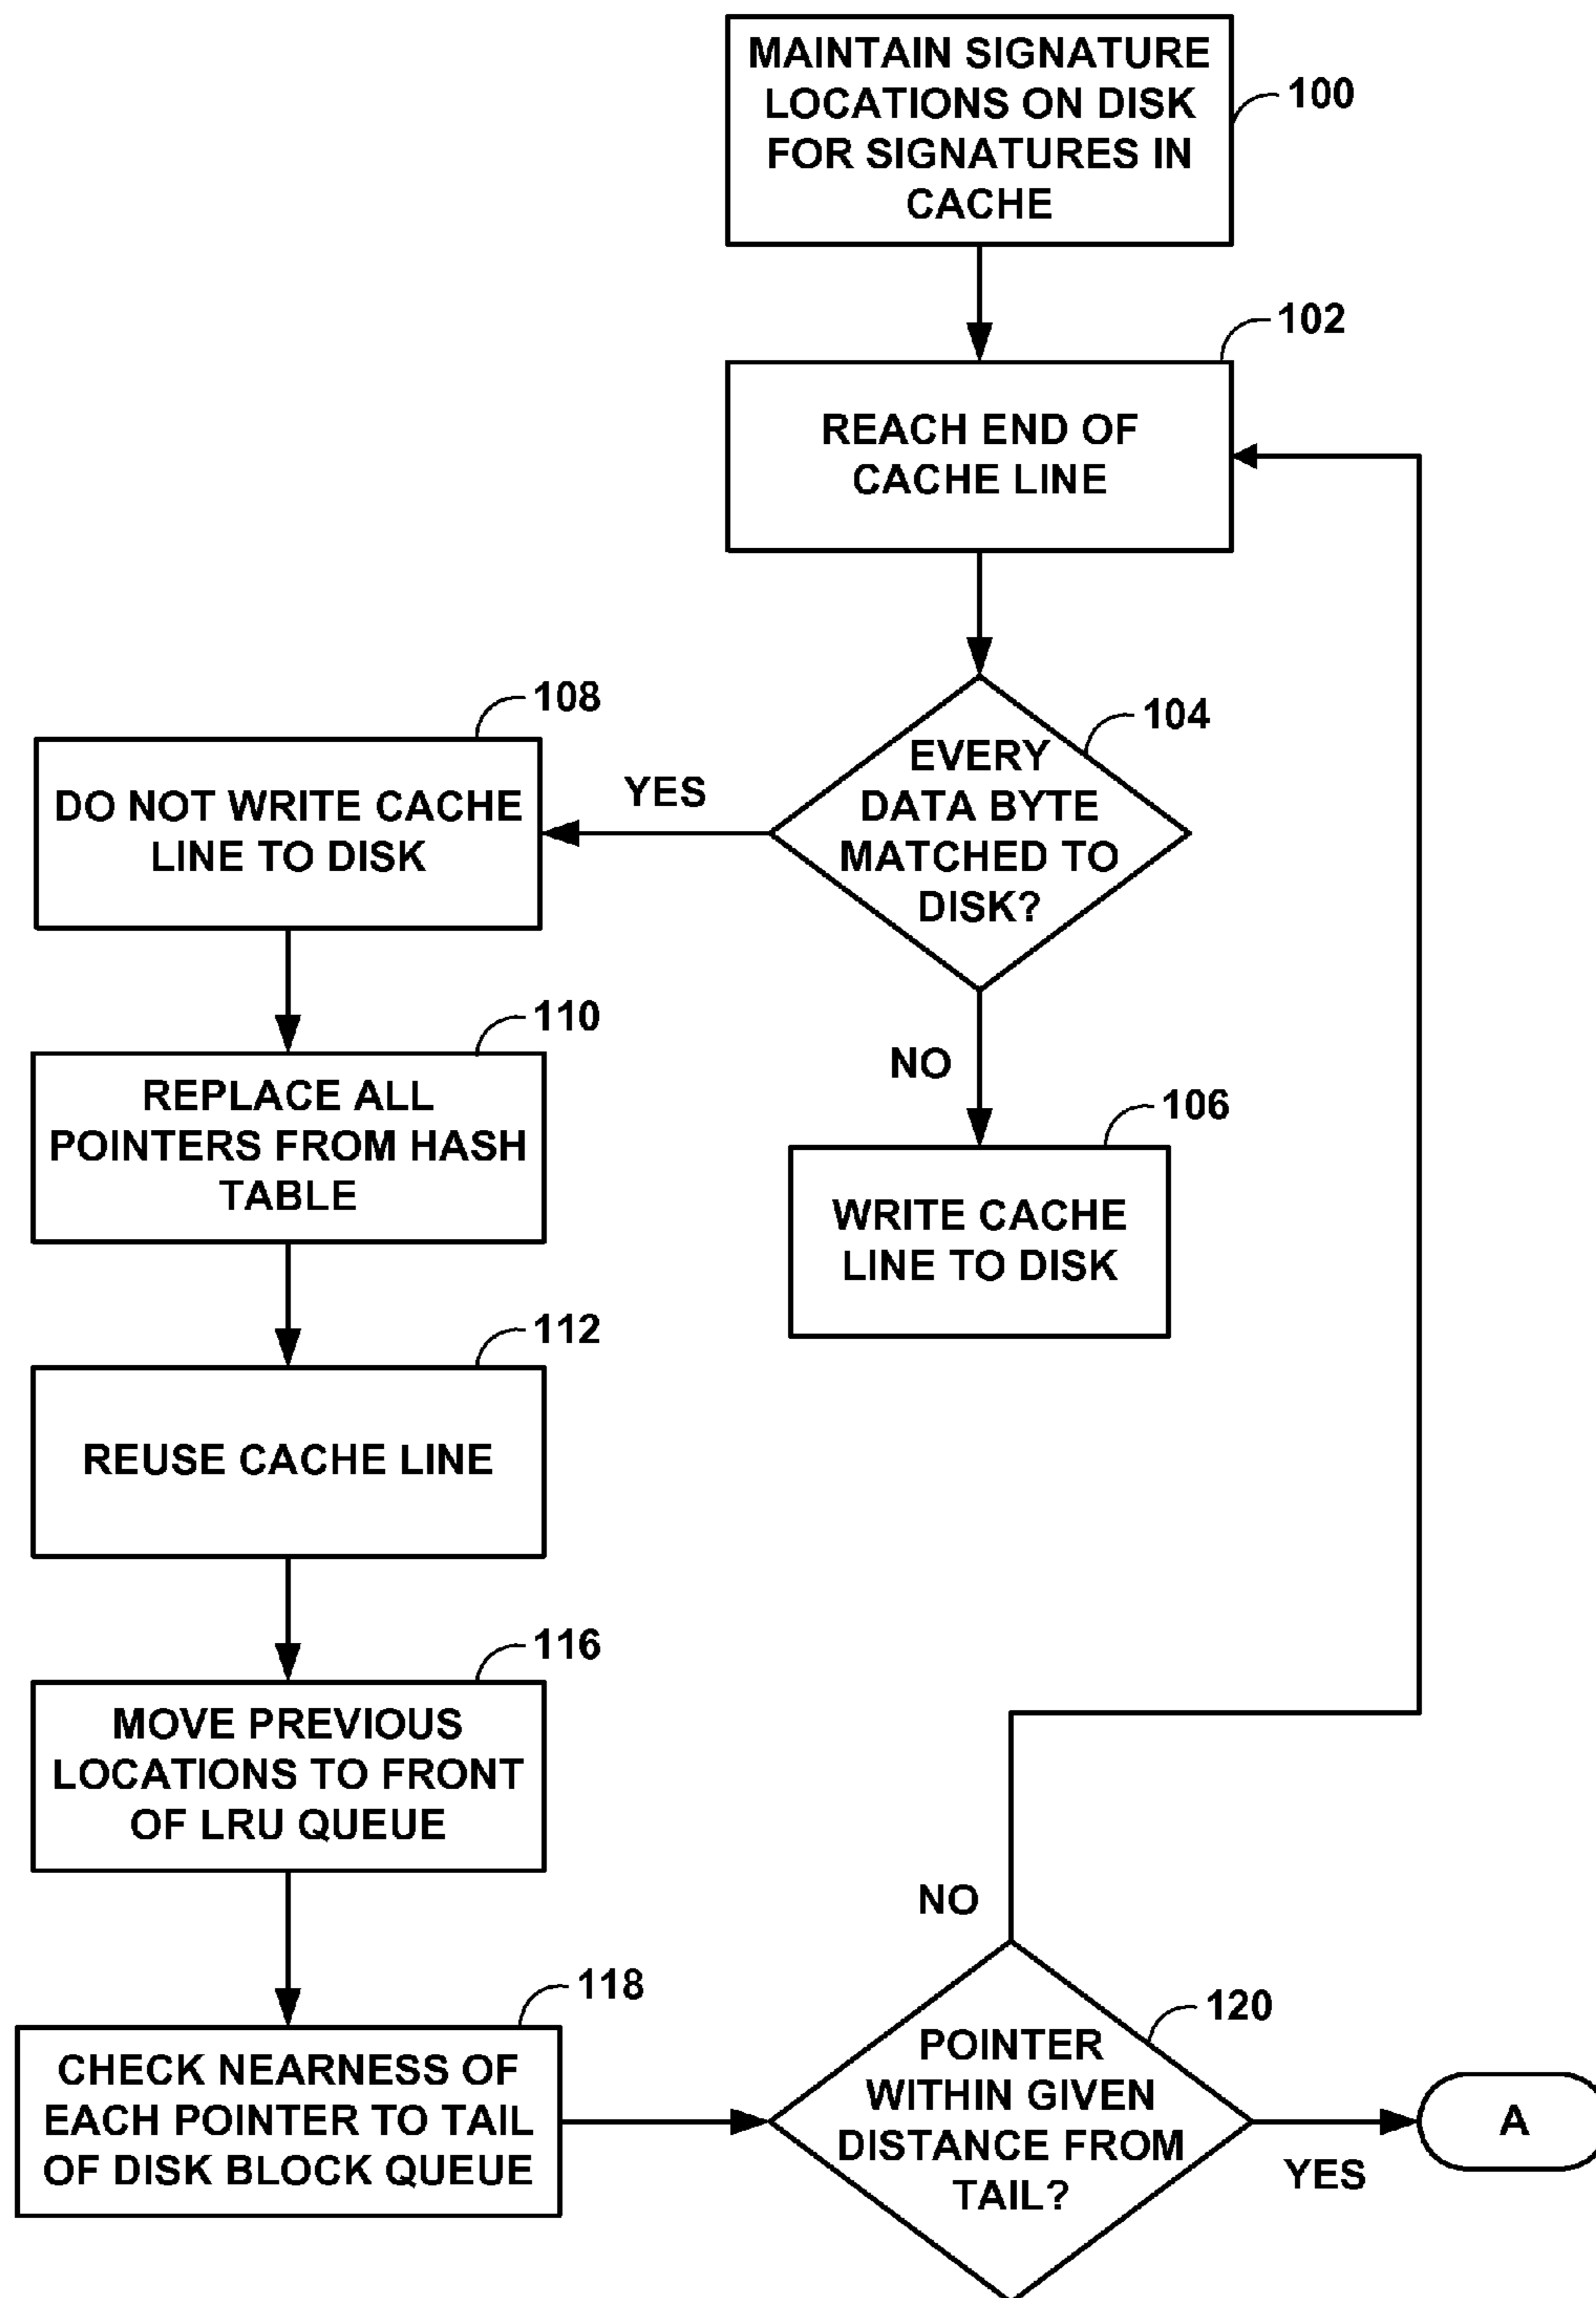 MAINTAIN SIGNATURE
LOCATIONS ON DISK
FOR SIGNATURES IN
CACHE
100
102
REACH END OF
CACHE LINE
104
EVERY
DATA BYTE
MATCHED TO
DISK?
YES
108
DO NOT WRITE CACHE
LINE TO DISK
NO
106
WRITE CACHE
LINE TO DISK
110
REPLACE ALL
POINTERS FROM HASH
TABLE
112
REUSE CACHE LINE
116
MOVE PREVIOUS
LOCATIONS TO FRONT
OF LRU QUEUE
118
CHECK NEARNESS OF
EACH POINTER TO TAIL
OF DISK BLOCK QUEUE
NO
120
POINTER
WITHIN GIVEN
DISTANCE FROM
TAIL?
YES
A